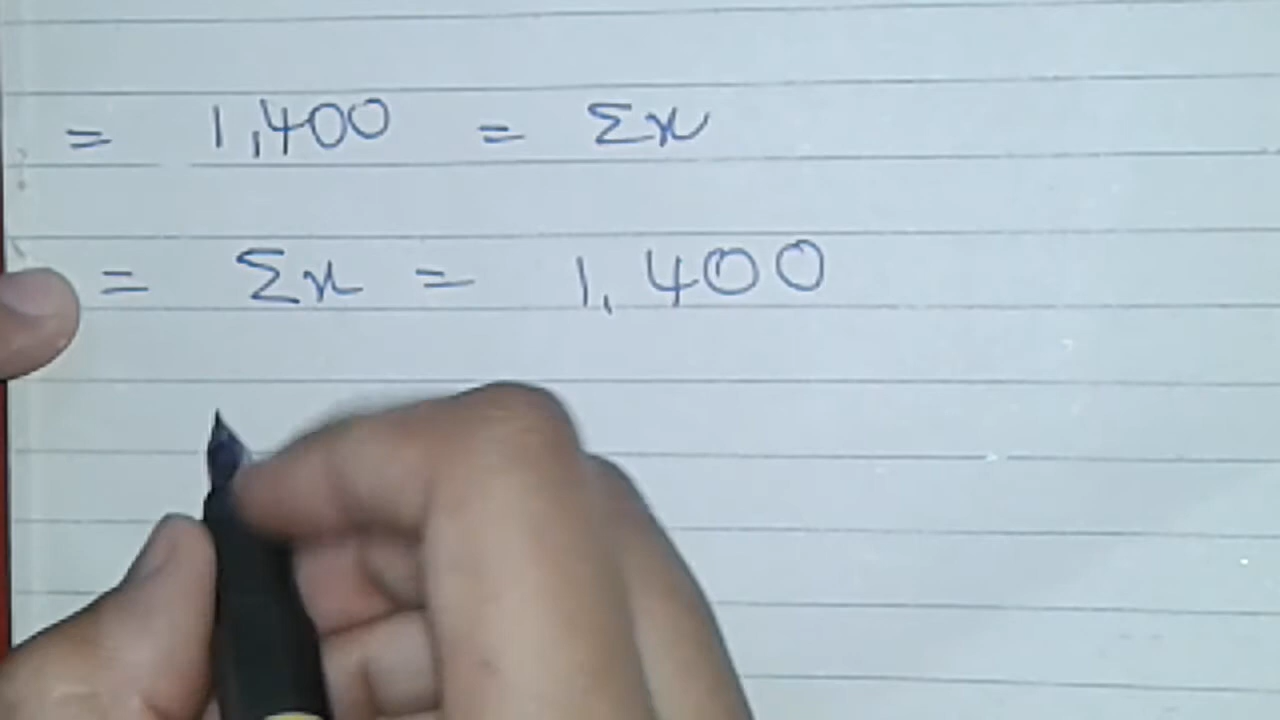 = 1,400 = Σx
= Σx = 1,400